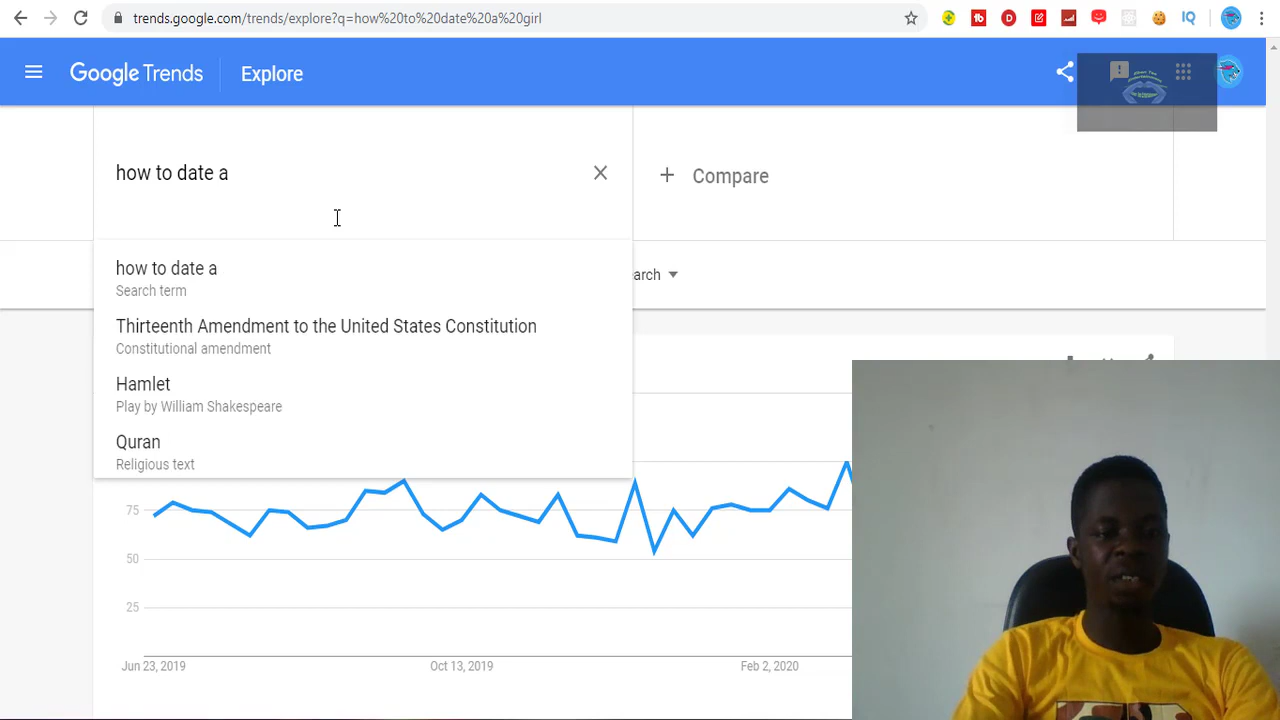 trends.google.com/trends/explore?q=how%20to%20date%20a%20girl
IQ
Google Trends
Explore
how to date a
Compare
how to date a
Search term
arch
Thirteenth Amendment to the United States Constitution
Constitutional amendment
Hamlet
Play by William Shakespeare
Quran
Religious text
75
50
25
Jun 23, 2019
Oct 13, 2019
Feb 2, 2020